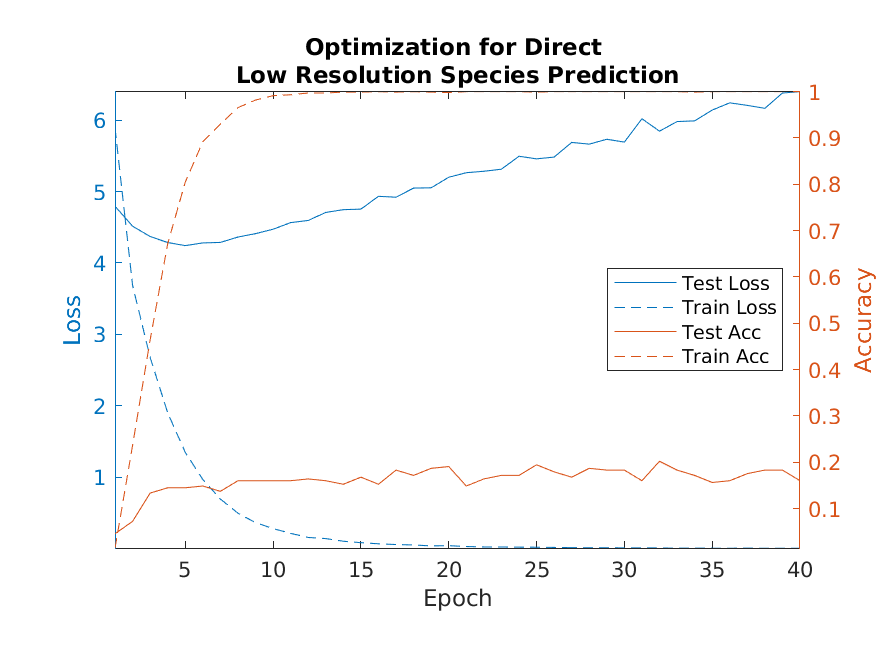 Optimization for Direct
Low Resolution Species Prediction
6
5
4
3
2
1
Loss
1
0.9
0.8
0.7
0.6
0.5
0.4
0.3
0.2
0.1
Accuracy
Test Loss
Train Loss
Test Acc
Train Acc
5 10 15 20 25 30 35 40
Epoch